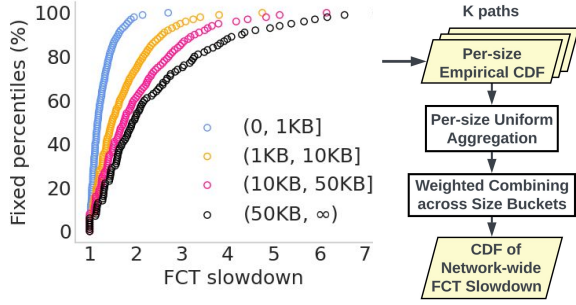 Fixed percentiles (%)
100
80
60
40
20
0
1 2 3 4 5 6 7
FCT slowdown
(0, 1KB]
(1KB, 10KB]
(10KB, 50KB]
(50KB, ∞)
K paths
Per-size
Empirical CDF
Per-size Uniform
Aggregation
Weighted Combining
across Size Buckets
CDF of
Network-wide
FCT Slowdown